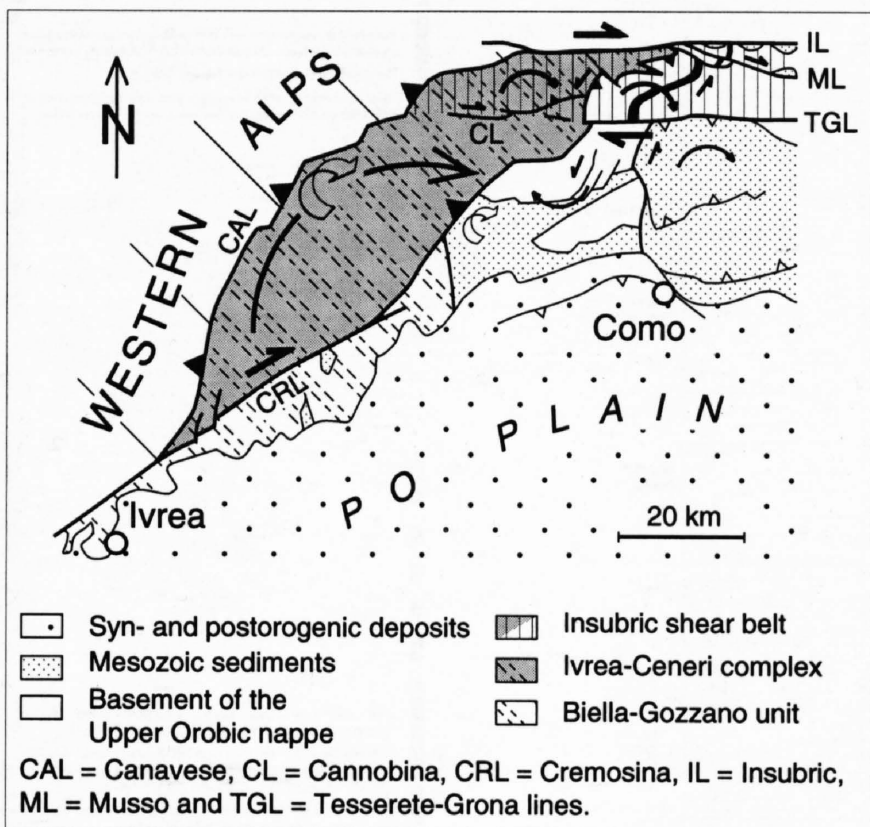 IL
ML
TGL
N
WESTERN ALPS
CAL
CL
CRL
Como
Ivrea
PO PLAIN
20 km
Syn- and postorogenic deposits
Mesozoic sediments
Basement of the
Upper Orobic nappe
Insubric shear belt
Ivrea-Ceneri complex
Biella-Gozzano unit
CAL = Canavese, CL = Cannobina, CRL = Cremosina, IL = Insubric,
ML = Musso and TGL = Tesserete-Grona lines.